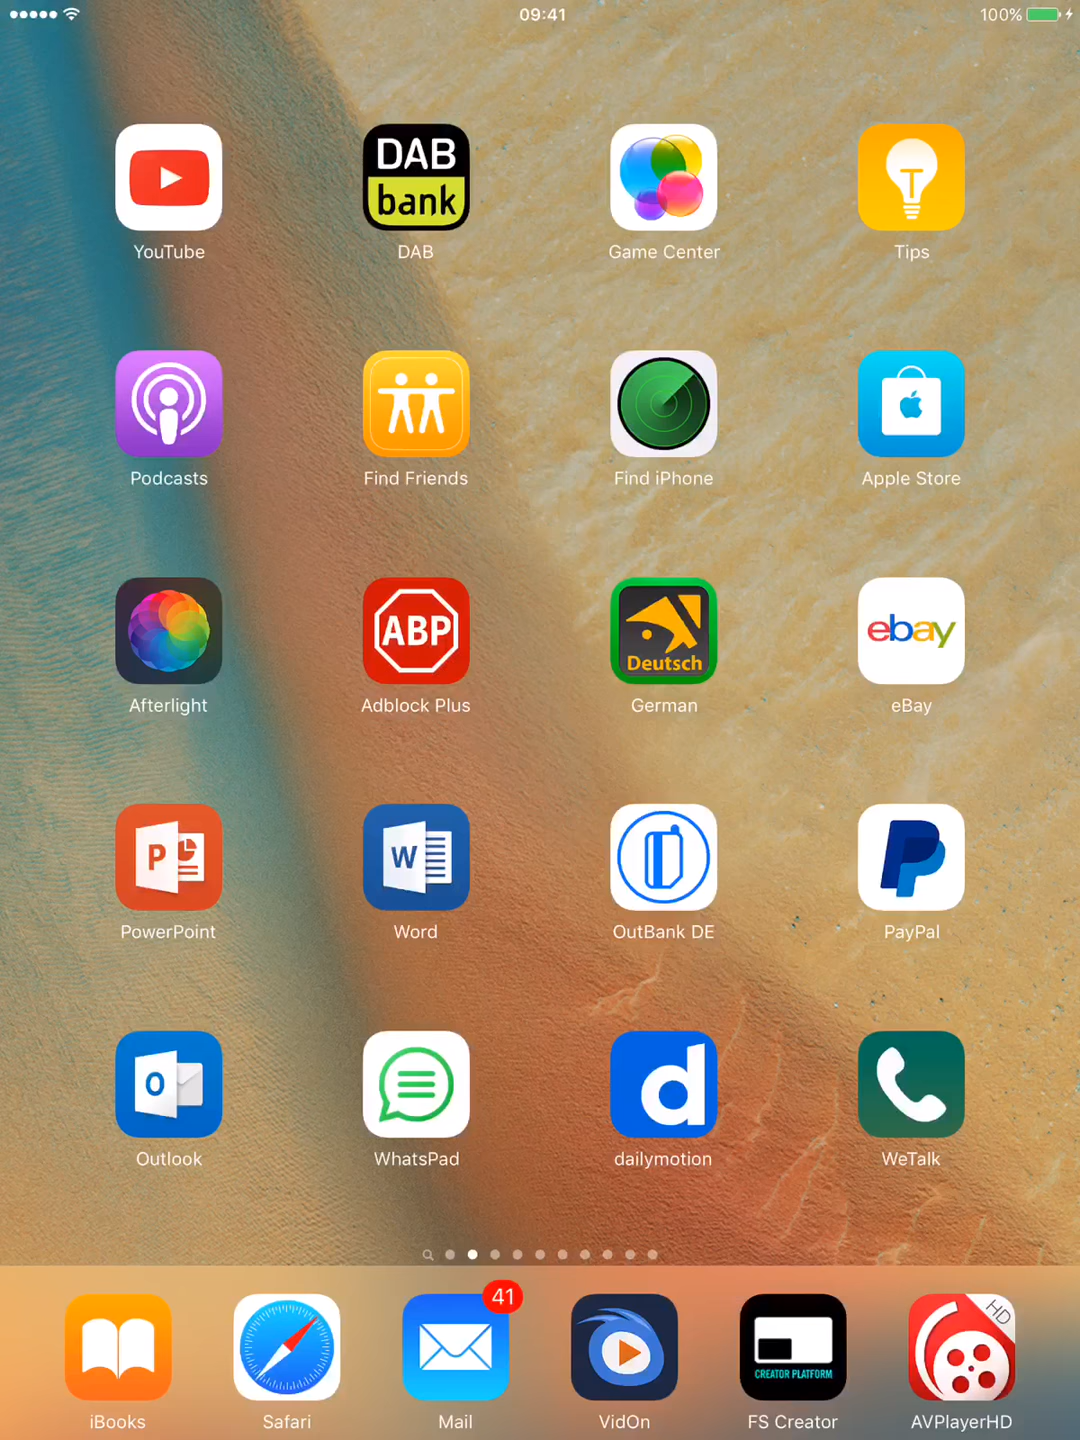 09:41
100%
DAB
bank
T
YouTube
DAB
Game Center
Tips
Podcasts
Find Friends
Find iPhone
Apple Store
ABP
Deutsch
ebay
Afterlight
Adblock Plus
German
eBay
P
W
P
PowerPoint
Word
OutBank DE
PayPal
O
d
Outlook
WhatsPad
dailymotion
WeTalk
41
HD
CREATOR PLATFORM
iBooks
Safari
Mail
VidOn
FS Creator
AVPlayerHD